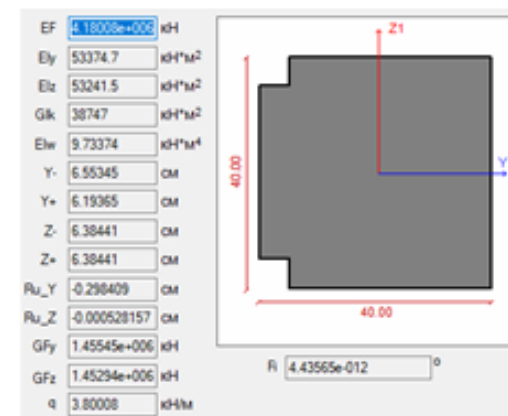 EF 4.18008e+006 кН
EIy 53374.7 кН*м2
EIz 53241.5 кН*м2
GIk 38747 кН*м2
EIw 9.73374 кН*м4
Y- 6.55345 см
Y+ 6.19365 см
Z- 6.38441 см
Z+ 6.38441 см
Ru_Y -0.298409 см
Ru_Z -0.000528157 см
GFy 1.45545e+006 кН
GFz 1.45294e+006 кН
q 3.80008 кН/м
Z1
Y
40.00
40.00
Fi 4.43565e-012 °